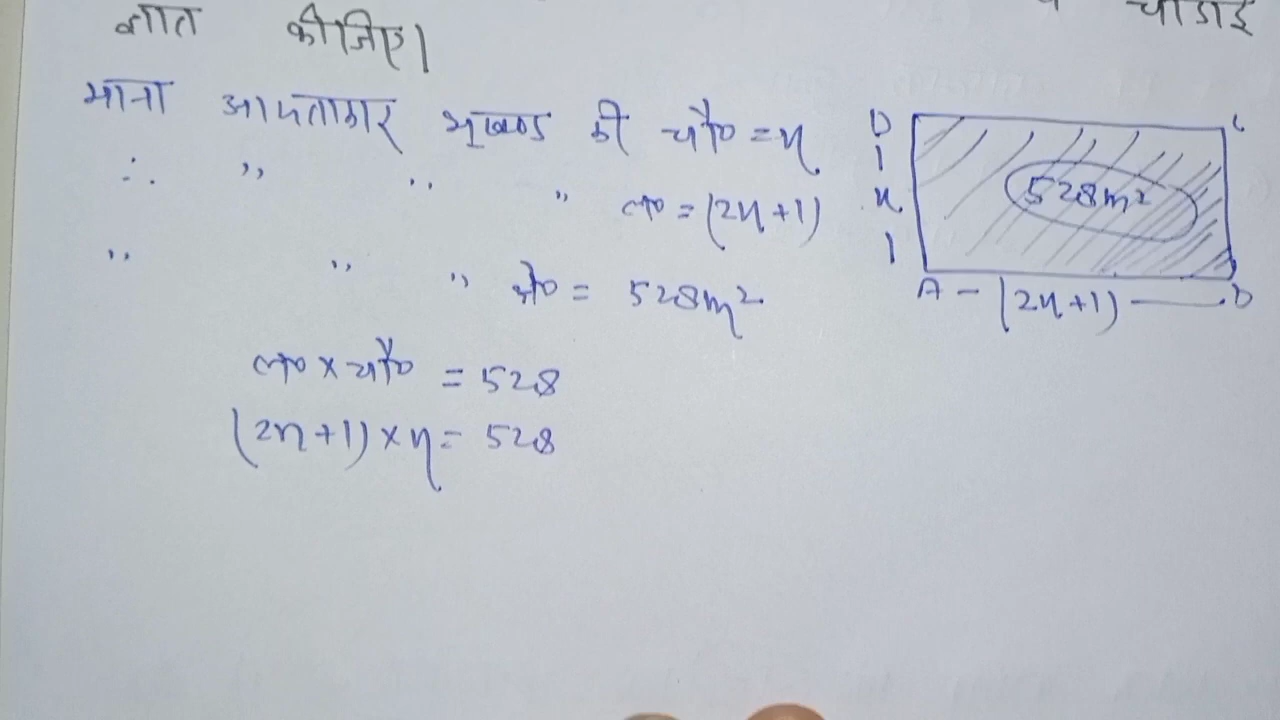 चौडाई
ज्ञात कीजिए।
माना आयताकार भूखण्ड की चौ० = x
∴ " " " ल० = (2x+1)
" " " क्षे० = 528m²
ल० x चौ० = 528
(2x+1) x x = 528
D C
x
528m²
A - (2x+1) - B